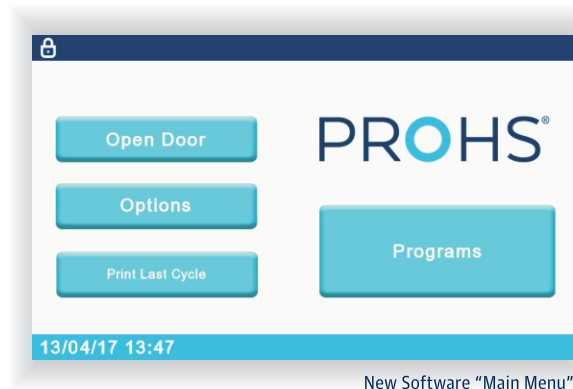 Open Door
Options
Print Last Cycle
PROHS®
Programs
13/04/17 13:47
New Software "Main Menu"